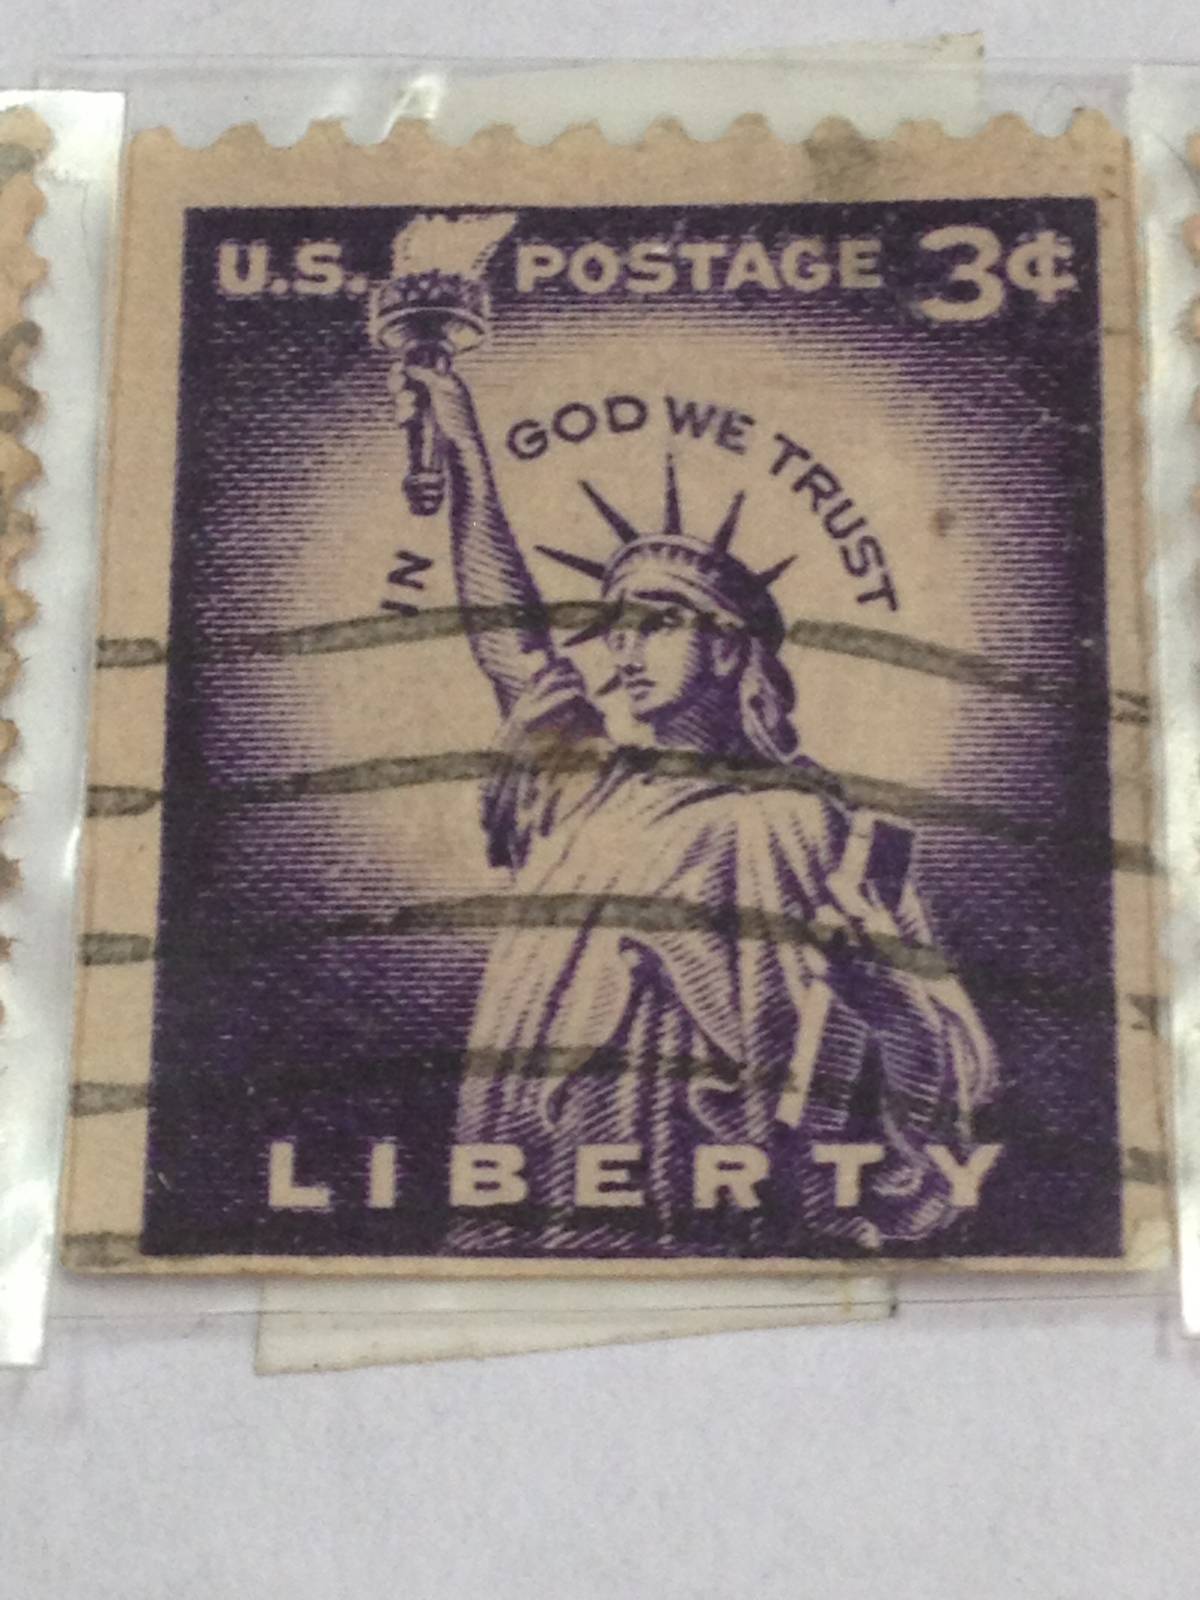 U.S. POSTAGE 3¢
IN GOD WE TRUST
LIBERTY